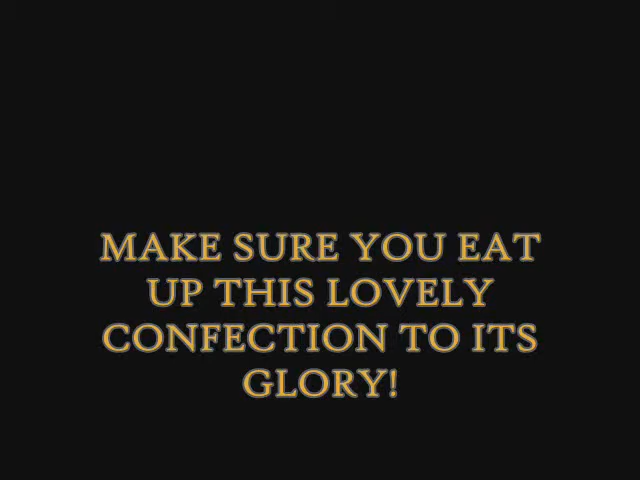 MAKE SURE YOU EAT
UP THIS LOVELY
CONFECTION TO ITS
GLORY!